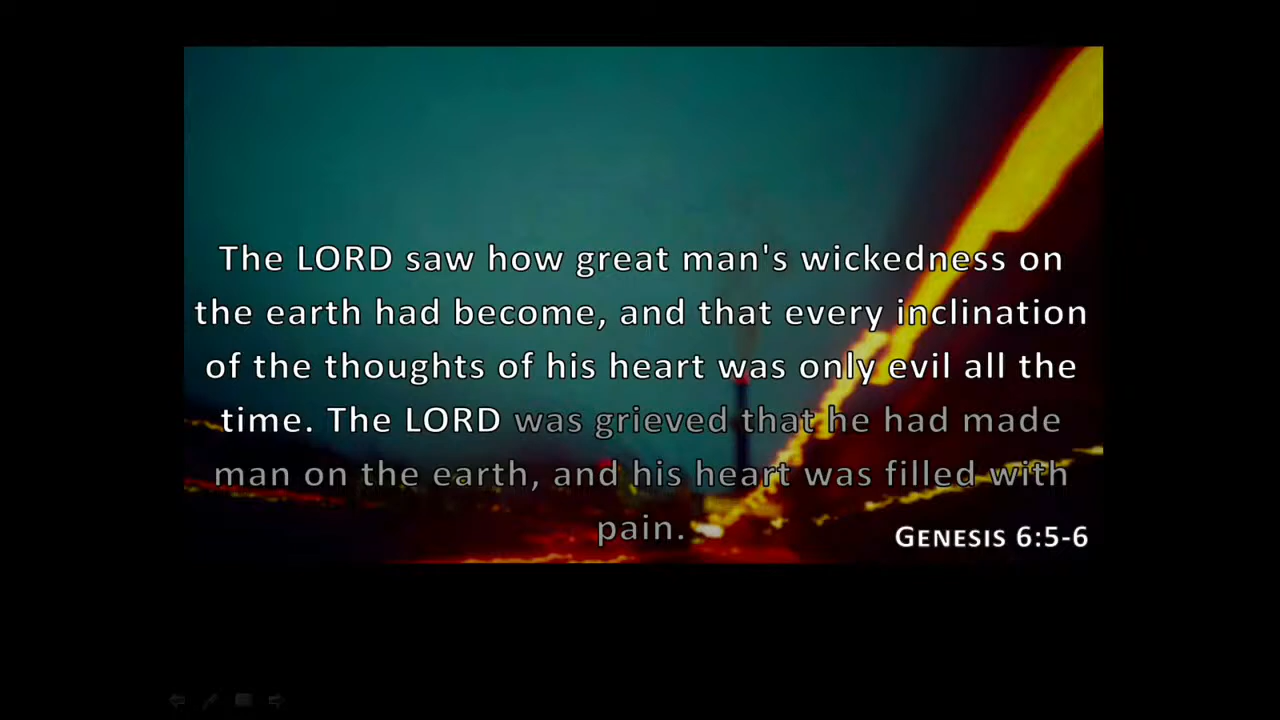 The LORD saw how great man's wickedness on
the earth had become, and that every inclination
of the thoughts of his heart was only evil all the
time. The LORD was grieved that he had made
man on the earth, and his heart was filled with
pain.
GENESIS 6:5-6